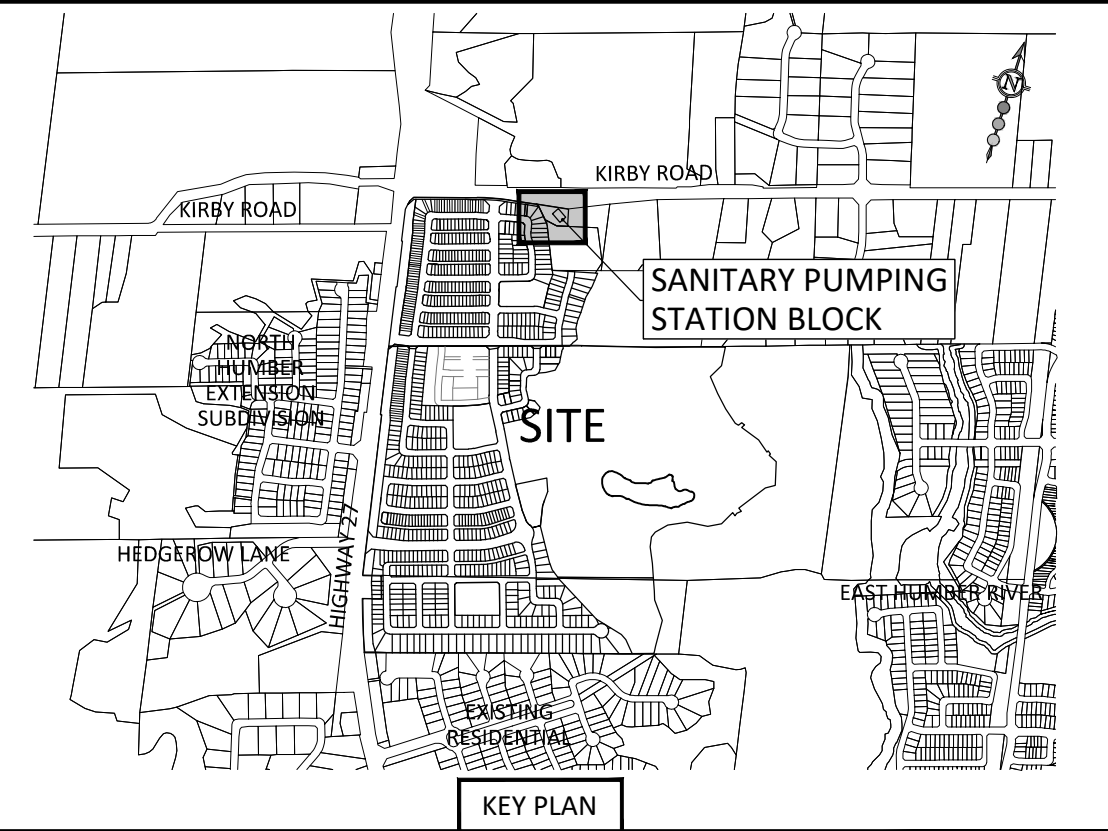 N
KIRBY ROAD
KIRBY ROAD
SANITARY PUMPING
STATION BLOCK
NORTH
HUMBER
EXTENSION
SUBDIVISION
SITE
HIGHWAY 27
HEDGEROW LANE
EAST HUMBER RIVER
EXISTING
RESIDENTIAL
KEY PLAN